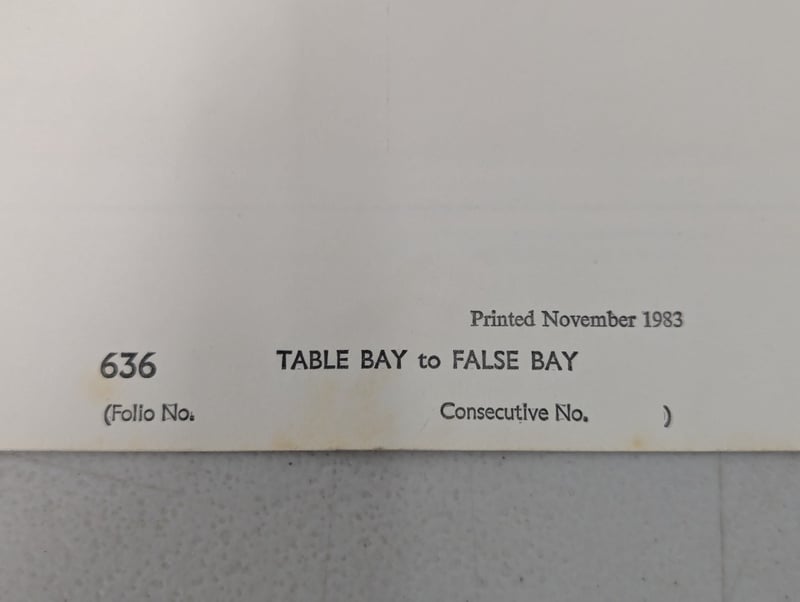 Printed November 1983
636 TABLE BAY to FALSE BAY
(Folio No. Consecutive No. )